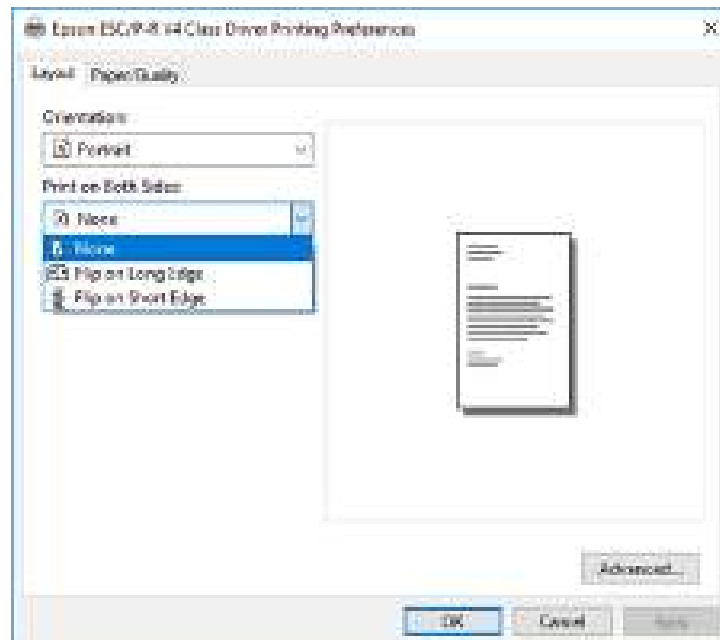 Epson ESC/P-R V4 Class Driver Printing Preferences
Layout Paper/Quality
Orientation:
Portrait
Print on Both Sides:
None
None
Flip on Long Edge
Flip on Short Edge
Advanced...
OK Cancel Apply